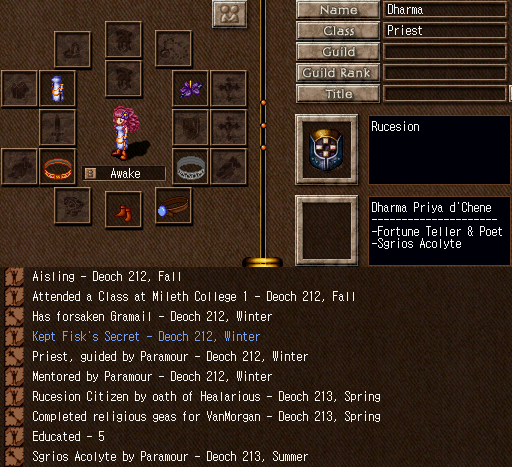 Name Dharma
Class Priest
Guild
Guild Rank
Title
Rucesion
Awake
Dharma Priya d'Chene
--------------------
-Fortune Teller & Poet
-Sgrios Acolyte
Aisling - Deoch 212, Fall
Attended a Class at Mileth College 1 - Deoch 212, Fall
Has forsaken Gramail - Deoch 212, Winter
Kept Fisk's Secret - Deoch 212, Winter
Priest, guided by Paramour - Deoch 212, Winter
Mentored by Paramour - Deoch 212, Winter
Rucesion Citizen by oath of Healarious - Deoch 213, Spring
Completed religious geas for VanMorgan - Deoch 213, Spring
Educated - 5
Sgrios Acolyte by Paramour - Deoch 213, Summer